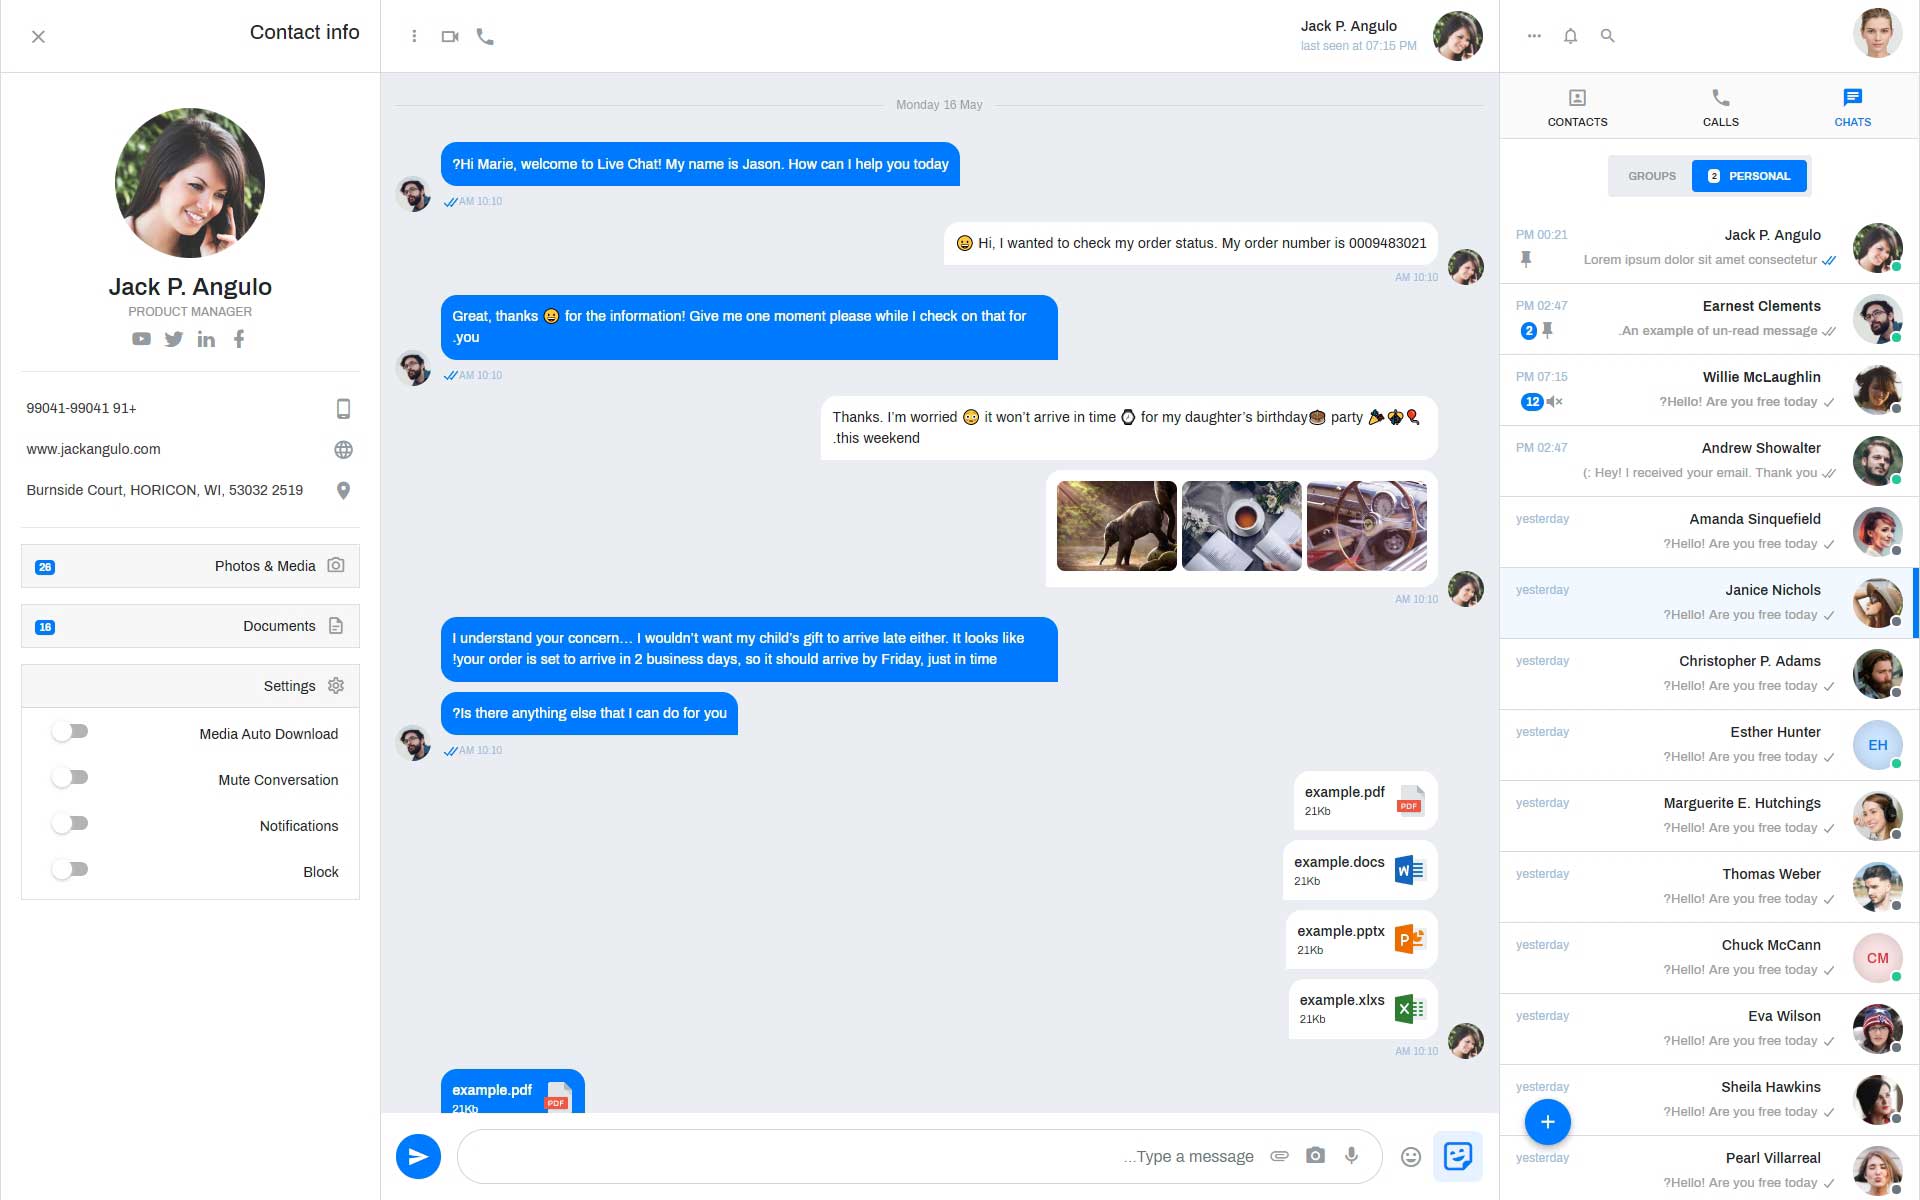 Contact info
Jack P. Angulo
PRODUCT MANAGER
99041-99041 91+
www.jackangulo.com
Burnside Court, HORICON, WI, 53032 2519
26 Photos & Media
16 Documents
Settings
Media Auto Download
Mute Conversation
Notifications
Block
Jack P. Angulo
last seen at 07:15 PM
Monday 16 May
?Hi Marie, welcome to Live Chat! My name is Jason. How can I help you today
AM 10:10
😀 Hi, I wanted to check my order status. My order number is 0009483021
AM 10:10
Great, thanks 😀 for the information! Give me one moment please while I check on that for
.you
AM 10:10
Thanks. I’m worried 😳 it won’t arrive in time ⌚ for my daughter’s birthday🎂 party 🎉🎊🎈
.this weekend
AM 10:10
I understand your concern… I wouldn’t want my child’s gift to arrive late either. It looks like
!your order is set to arrive in 2 business days, so it should arrive by Friday, just in time
?Is there anything else that I can do for you
AM 10:10
example.pdf
21Kb
PDF
example.docs
21Kb
W
example.pptx
21Kb
P
example.xlxs
21Kb
X
AM 10:10
example.pdf
21Kb
PDF
...Type a message
CONTACTS
CALLS
CHATS
GROUPS
2 PERSONAL
PM 00:21 Jack P. Angulo
Lorem ipsum dolor sit amet consectetur
PM 02:47 Earnest Clements
2 .An example of un-read message
PM 07:15 Willie McLaughlin
12 ?Hello! Are you free today
PM 02:47 Andrew Showalter
(: Hey! I received your email. Thank you
yesterday Amanda Sinquefield
?Hello! Are you free today
yesterday Janice Nichols
?Hello! Are you free today
yesterday Christopher P. Adams
?Hello! Are you free today
yesterday Esther Hunter EH
?Hello! Are you free today
yesterday Marguerite E. Hutchings
?Hello! Are you free today
yesterday Thomas Weber
?Hello! Are you free today
yesterday Chuck McCann CM
?Hello! Are you free today
yesterday Eva Wilson
?Hello! Are you free today
yesterday Sheila Hawkins
?Hello! Are you free today
yesterday Pearl Villarreal
?Hello! Are you free today